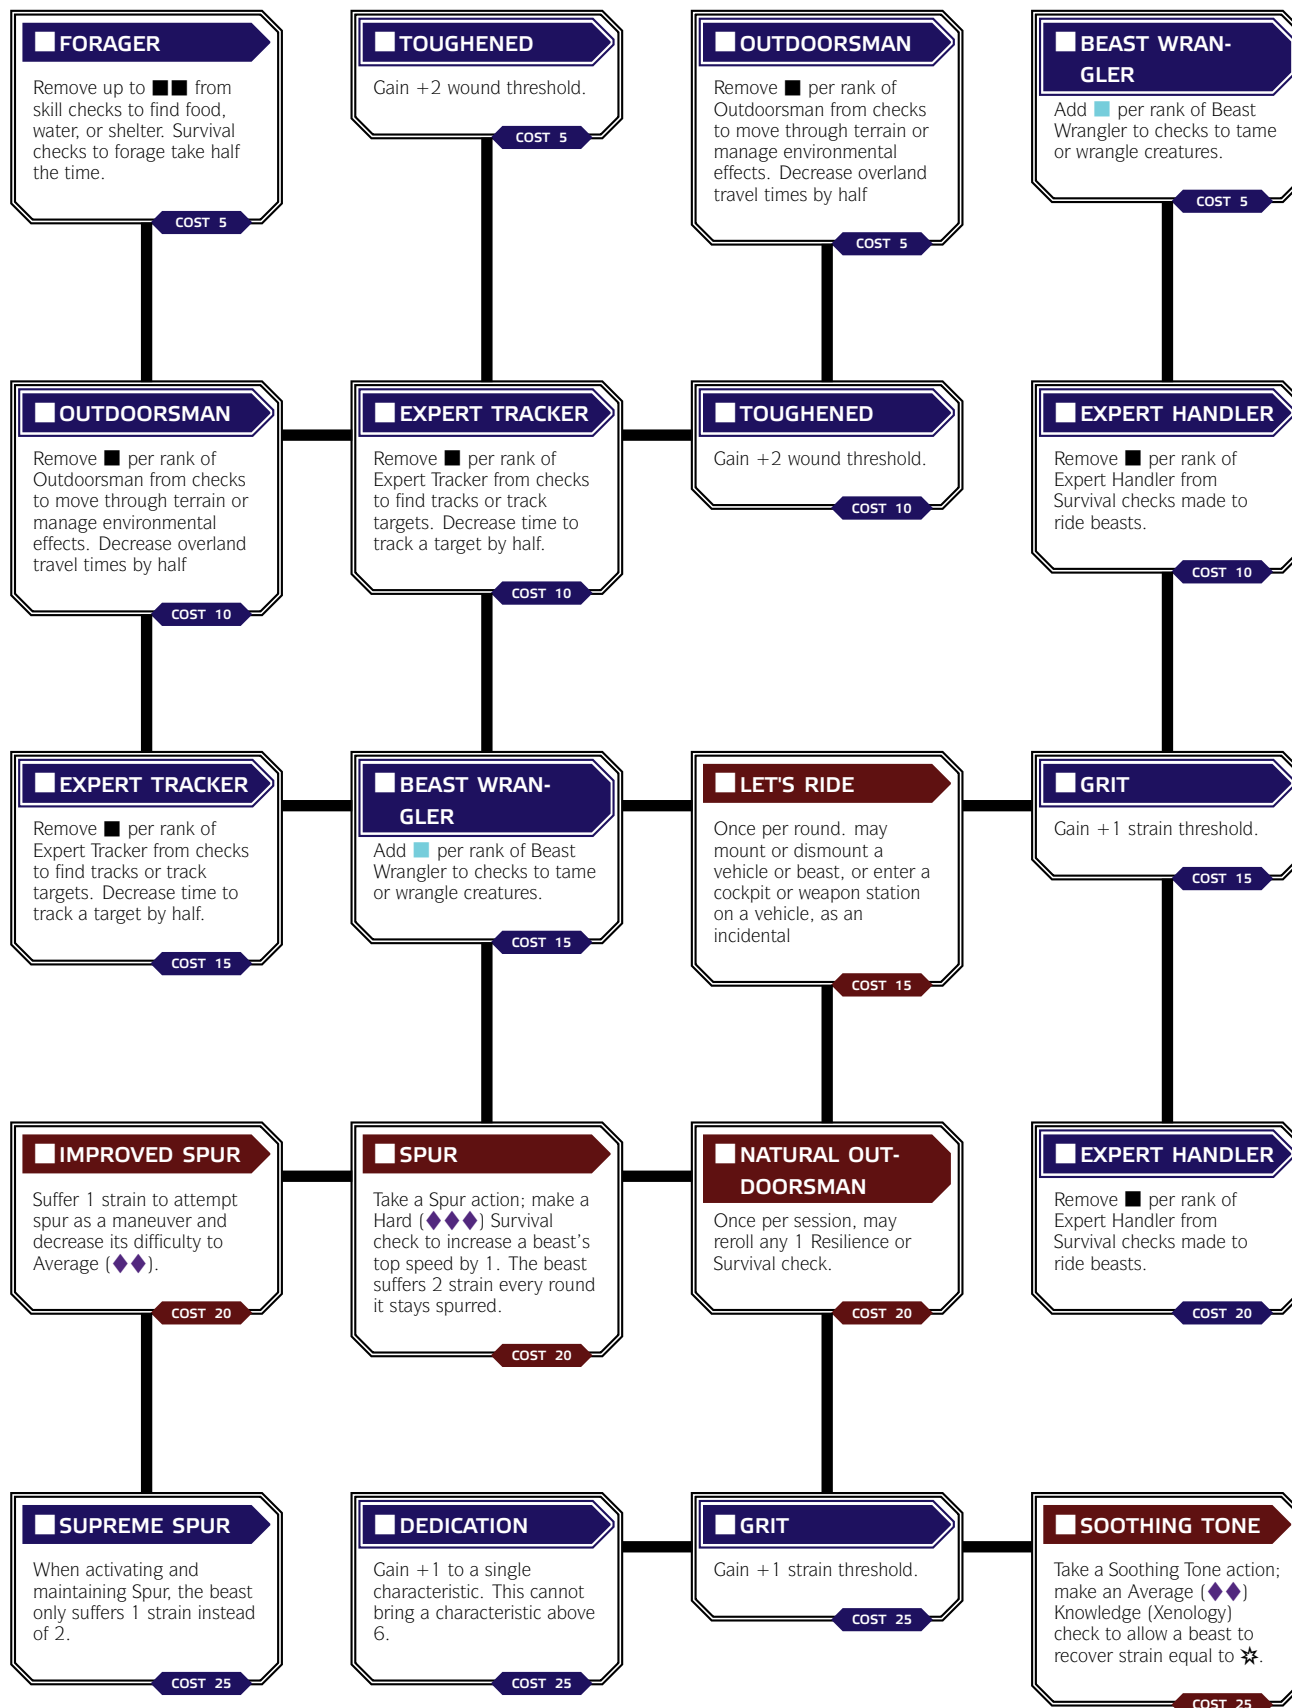 FORAGER
Remove up to ■■ from
skill checks to find food,
water, or shelter. Survival
checks to forage take half
the time.
COST 5
TOUGHENED
Gain +2 wound threshold.
COST 5
OUTDOORSMAN
Remove ■ per rank of
Outdoorsman from checks
to move through terrain or
manage environmental
effects. Decrease overland
travel times by half
COST 5
BEAST WRAN-
GLER
Add ■ per rank of Beast
Wrangler to checks to tame
or wrangle creatures.
COST 5
OUTDOORSMAN
Remove ■ per rank of
Outdoorsman from checks
to move through terrain or
manage environmental
effects. Decrease overland
travel times by half
COST 10
EXPERT TRACKER
Remove ■ per rank of
Expert Tracker from checks
to find tracks or track
targets. Decrease time to
track a target by half.
COST 10
TOUGHENED
Gain +2 wound threshold.
COST 10
EXPERT HANDLER
Remove ■ per rank of
Expert Handler from
Survival checks made to
ride beasts.
COST 10
EXPERT TRACKER
Remove ■ per rank of
Expert Tracker from checks
to find tracks or track
targets. Decrease time to
track a target by half.
COST 15
BEAST WRAN-
GLER
Add ■ per rank of Beast
Wrangler to checks to tame
or wrangle creatures.
COST 15
LET'S RIDE
Once per round. may
mount or dismount a
vehicle or beast, or enter a
cockpit or weapon station
on a vehicle, as an
incidental
COST 15
GRIT
Gain +1 strain threshold.
COST 15
IMPROVED SPUR
Suffer 1 strain to attempt
spur as a maneuver and
decrease its difficulty to
Average (◆◆).
COST 20
SPUR
Take a Spur action; make a
Hard (◆◆◆) Survival
check to increase a beast's
top speed by 1. The beast
suffers 2 strain every round
it stays spurred.
COST 20
NATURAL OUT-
DOORSMAN
Once per session, may
reroll any 1 Resilience or
Survival check.
COST 20
EXPERT HANDLER
Remove ■ per rank of
Expert Handler from
Survival checks made to
ride beasts.
COST 20
SUPREME SPUR
When activating and
maintaining Spur, the beast
only suffers 1 strain instead
of 2.
COST 25
DEDICATION
Gain +1 to a single
characteristic. This cannot
bring a characteristic above
6.
COST 25
GRIT
Gain +1 strain threshold.
COST 25
SOOTHING TONE
Take a Soothing Tone action;
make an Average (◆◆)
Knowledge (Xenology)
check to allow a beast to
recover strain equal to ✲.
COST 25